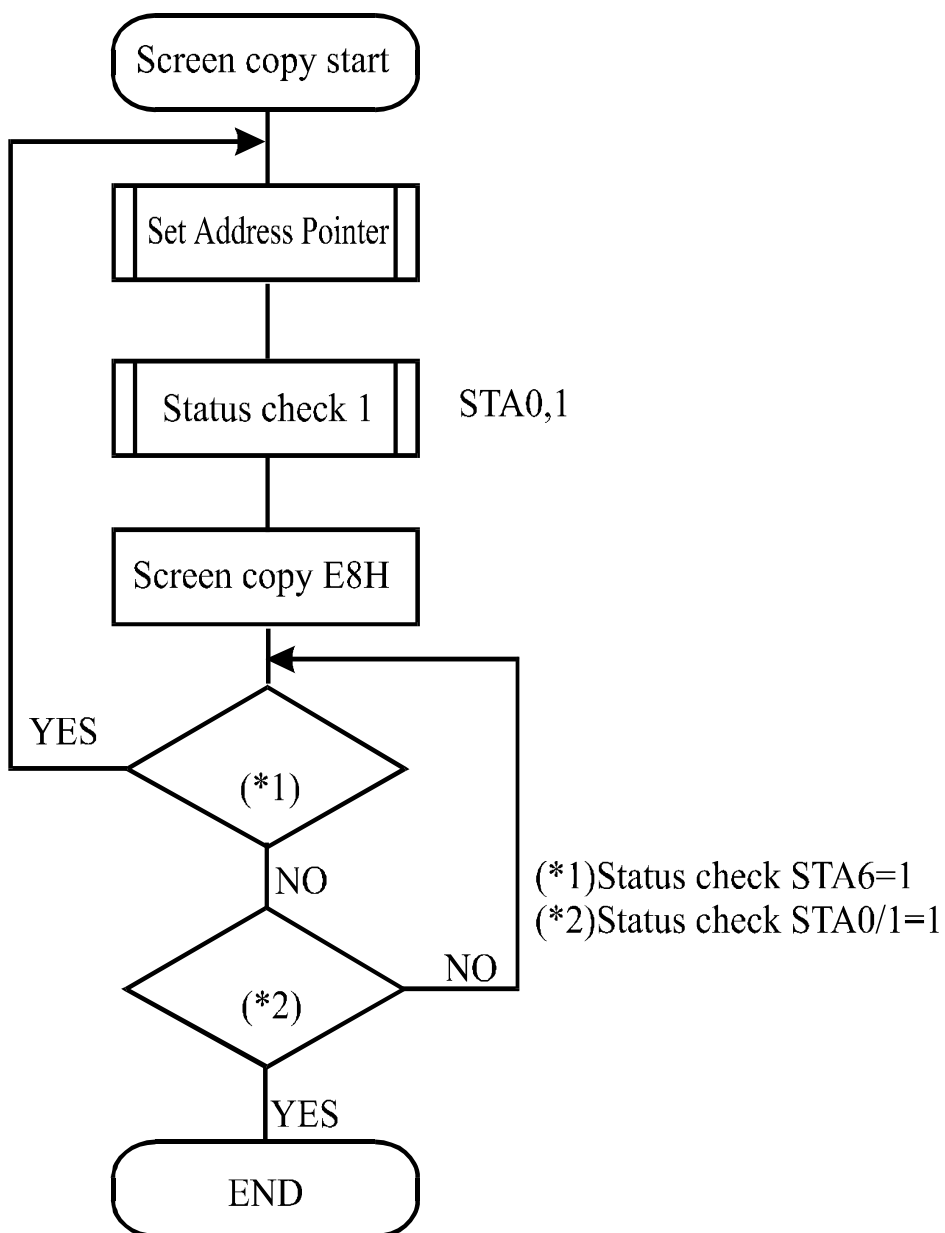 Screen copy start
Set Address Pointer
Status check 1
STA0,1
Screen copy E8H
YES
(*1)
NO
(*1)Status check STA6=1
(*2)Status check STA0/1=1
NO
(*2)
YES
END